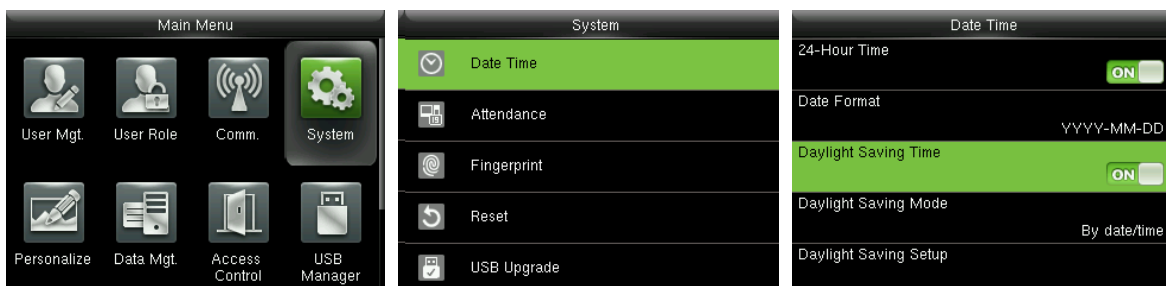 Main Menu
User Mgt.
User Role
Comm.
System
Personalize
Data Mgt.
Access
Control
USB
Manager
System
Date Time
Attendance
Fingerprint
Reset
USB Upgrade
Date Time
24-Hour Time
ON
Date Format
YYYY-MM-DD
Daylight Saving Time
ON
Daylight Saving Mode
By date/time
Daylight Saving Setup